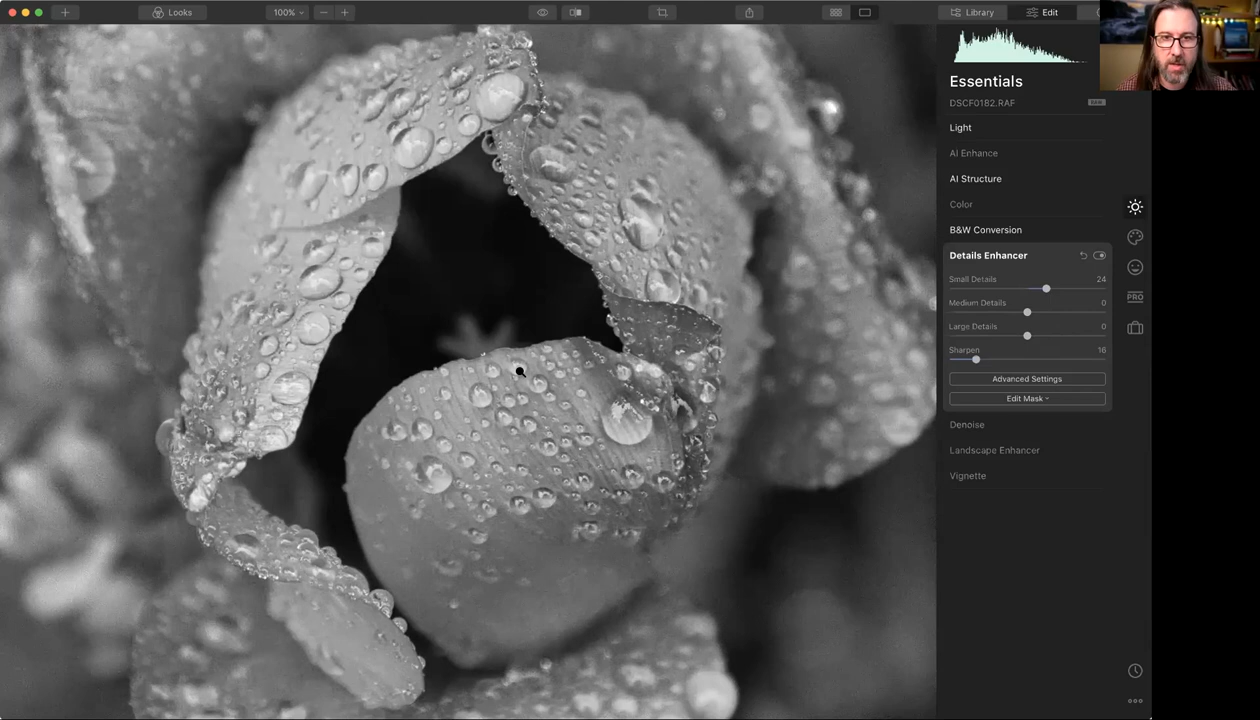 Looks
100%
Library
Edit
Essentials
DSCF0182.RAF
RAW
Light
AI Enhance
AI Structure
Color
B&W Conversion
Details Enhancer
Small Details 24
Medium Details 0
Large Details 0
Sharpen 16
Advanced Settings
Edit Mask
Denoise
Landscape Enhancer
Vignette
PRO